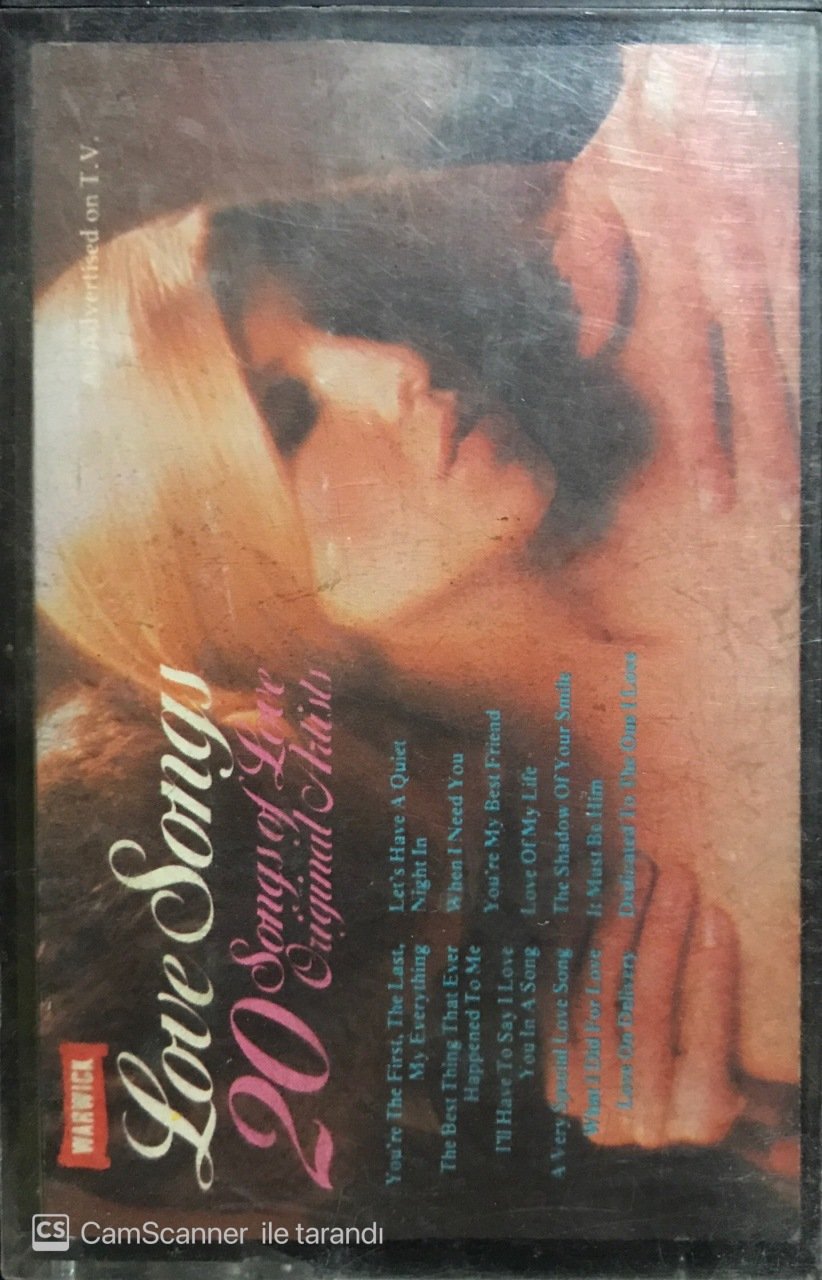 WARWICK
As Advertised on T.V.
Love Songs
20 Songs of Love
Original Artists
You're The First, The Last,
My Everything
The Best Thing That Ever
Happened To Me
I'll Have To Say I Love
You In A Song
A Very Special Love Song
What I Did For Love
Love On Delivery
Let's Have A Quiet
Night In
When I Need You
You're My Best Friend
Love Of My Life
The Shadow Of Your Smile
It Must Be Him
Dedicated To The One I Love
CS CamScanner ile tarandı